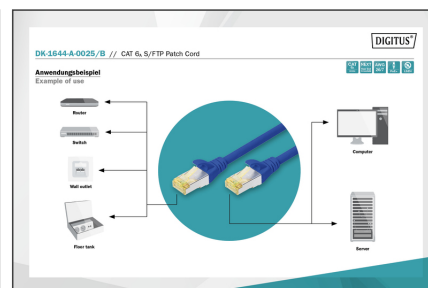 DIGITUS®
DK-1644-A-0025/B // CAT 6A S/FTP Patch Cord
Anwendungsbeispiel
Example of use
Router
Switch
Wall outlet
Floor tank
Computer
Server